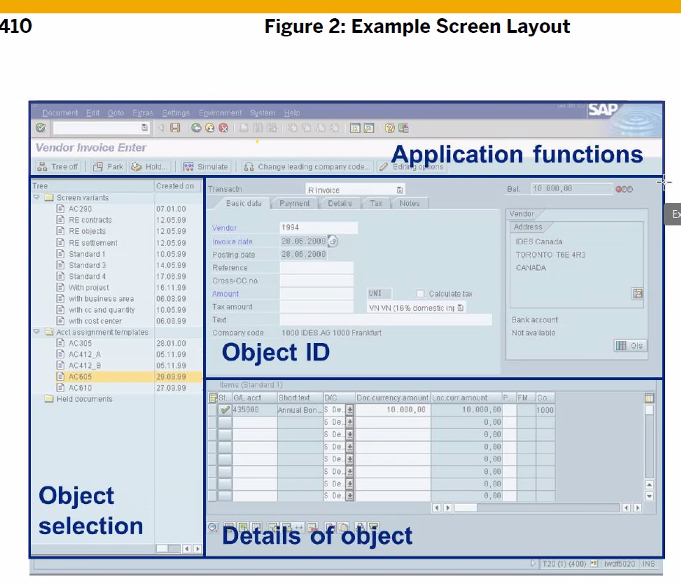 410
Figure 2: Example Screen Layout
Document Edit Goto Extras Settings Environment System Help
SAP
Vendor Invoice Enter
Tree off Park Hold... Simulate Change leading company code... Editing options
Application functions
Tree Created on
Screen variants
AC290 07.01.00
RE contracts 12.05.99
RE objects 12.05.99
RE settlement 12.05.99
Standard 1 10.05.99
Standard 3 14.05.99
Standard 4 17.08.99
With project 16.11.99
with business area 06.08.99
with cc and quantity 10.05.99
with cost center 06.08.99
Acct assignment templates
AC305 28.01.00
AC412_A 05.11.99
AC412_B 05.11.99
AC605 29.09.99
AC610 27.09.99
Held documents
Object
selection
Transactn R Invoice Bal. 10.000,00
Basic data Payment Details Tax Notes
Vendor 1994
Invoice date 28.06.2000
Posting date 28.06.2000
Reference
Cross-CC no.
Amount UNI Calculate tax
Tax amount VN VN (16% domestic inp
Text
Company code 1000 IDES AG 1000 Frankfurt
Object ID
Vendor
Address
IDES Canada
TORONTO T6E 4R3
CANADA
Bank account
Not available
OIs
Ex
Items (Standard 1)
St. G/L acct Short text D/C Doc.currency amount Loc.curr.amount P. FM Co
435000 Annual Bon... S De. 10.000,00 10.000,00 1000
S De. 0,00
S De. 0,00
S De. 0,00
S De. 0,00
S De. 0,00
S De. 0,00
S De. 0,00
Details of object
T20 (1) (400) iwdf5020 INS